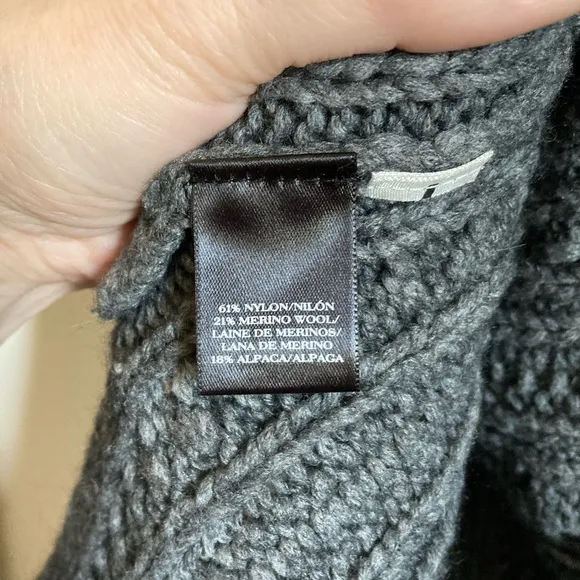 61% NYLON/NILÓN
21% MERINO WOOL/
LAINE DE MERINOS/
LANA DE MERINO
18% ALPACA/ALPAGA